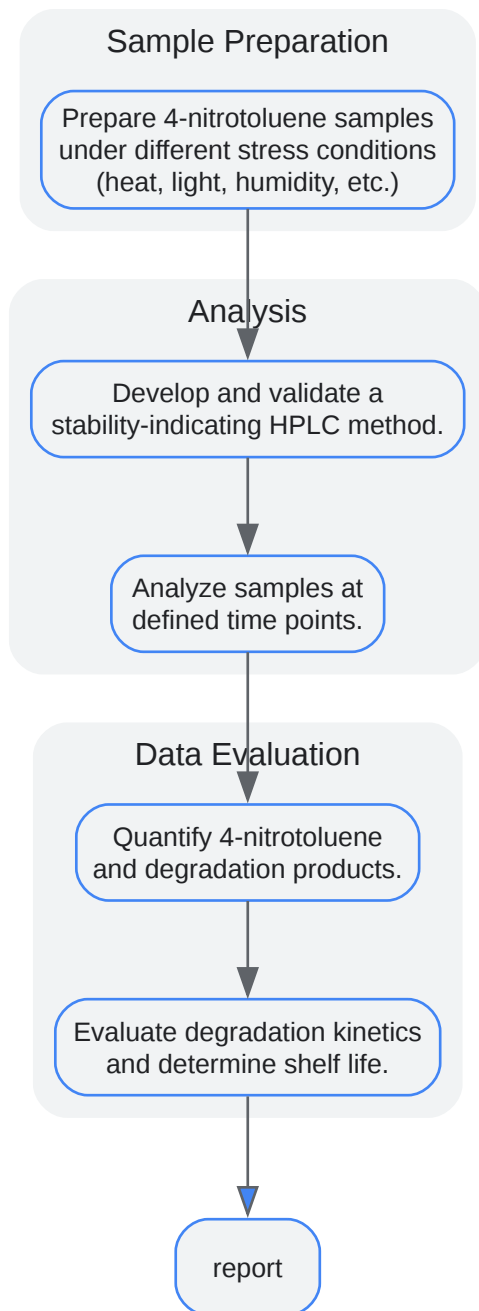 Sample Preparation
Prepare 4-nitrotoluene samples
under different stress conditions
(heat, light, humidity, etc.)
Analysis
Develop and validate a
stability-indicating HPLC method.
Analyze samples at
defined time points.
Data Evaluation
Quantify 4-nitrotoluene
and degradation products.
Evaluate degradation kinetics
and determine shelf life.
report